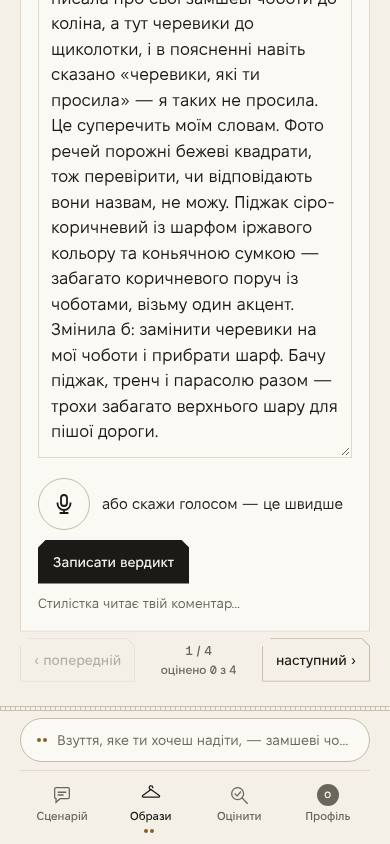 писала про свої замшеві чоботи до
коліна, а тут черевики до
щиколотки, і в поясненні навіть
сказано «черевики, які ти
просила» — я таких не просила.
Це суперечить моїм словам. Фото
речей порожні бежеві квадрати,
тож перевірити, чи відповідають
вони назвам, не можу. Піджак сіро-
коричневий із шарфом іржавого
кольору та коньячною сумкою —
забагато коричневого поруч із
чоботами, візьму один акцент.
Змінила б: замінити черевики на
мої чоботи і прибрати шарф. Бачу
піджак, тренч і парасолю разом —
трохи забагато верхнього шару для
пішої дороги.
або скажи голосом — це швидше
Записати вердикт
Стилістка читає твій коментар…
‹ попередній
1 / 4
оцінено 0 з 4
наступний ›
Взуття, яке ти хочеш надіти, — замшеві чо…
Сценарій
Образи
Оцінити
О
Профіль